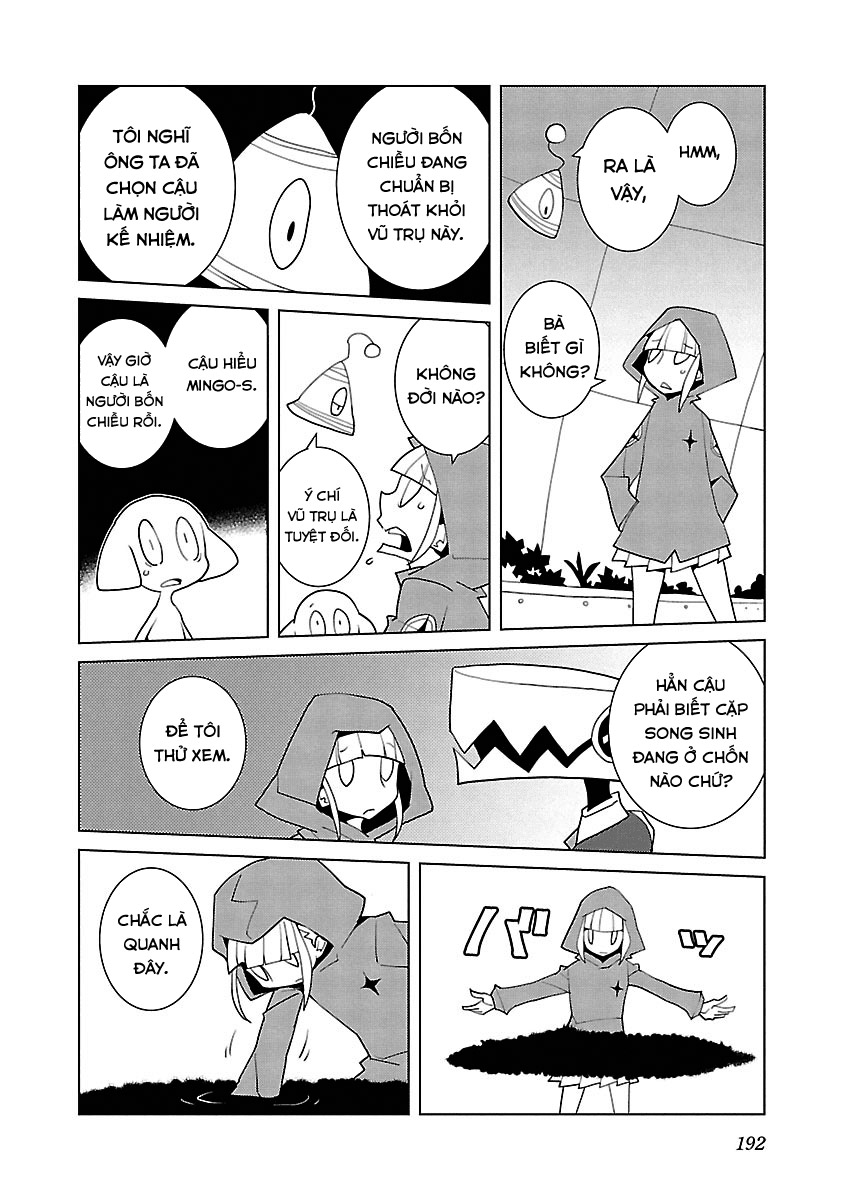 HMM,
RA LÀ
VẬY,
BÀ
BIẾT GÌ
KHÔNG?
NGƯỜI BỐN
CHIỀU ĐANG
CHUẨN BỊ
THOÁT KHỎI
VŨ TRỤ NÀY.
TÔI NGHĨ
ÔNG TA ĐÃ
CHỌN CẬU
LÀM NGƯỜI
KẾ NHIỆM.
KHÔNG
ĐỜI NÀO?
Ý CHÍ
VŨ TRỤ LÀ
TUYỆT ĐỐI.
CẬU HIỂU
MINGO-S.
VẬY GIỜ
CẬU LÀ
NGƯỜI BỐN
CHIỀU RỒI.
HẲN CẬU
PHẢI BIẾT CẶP
SONG SINH
ĐANG Ở CHỐN
NÀO CHỨ?
ĐỂ TÔI
THỬ XEM.
バッ
CHẮC LÀ
QUANH
ĐÂY.
192